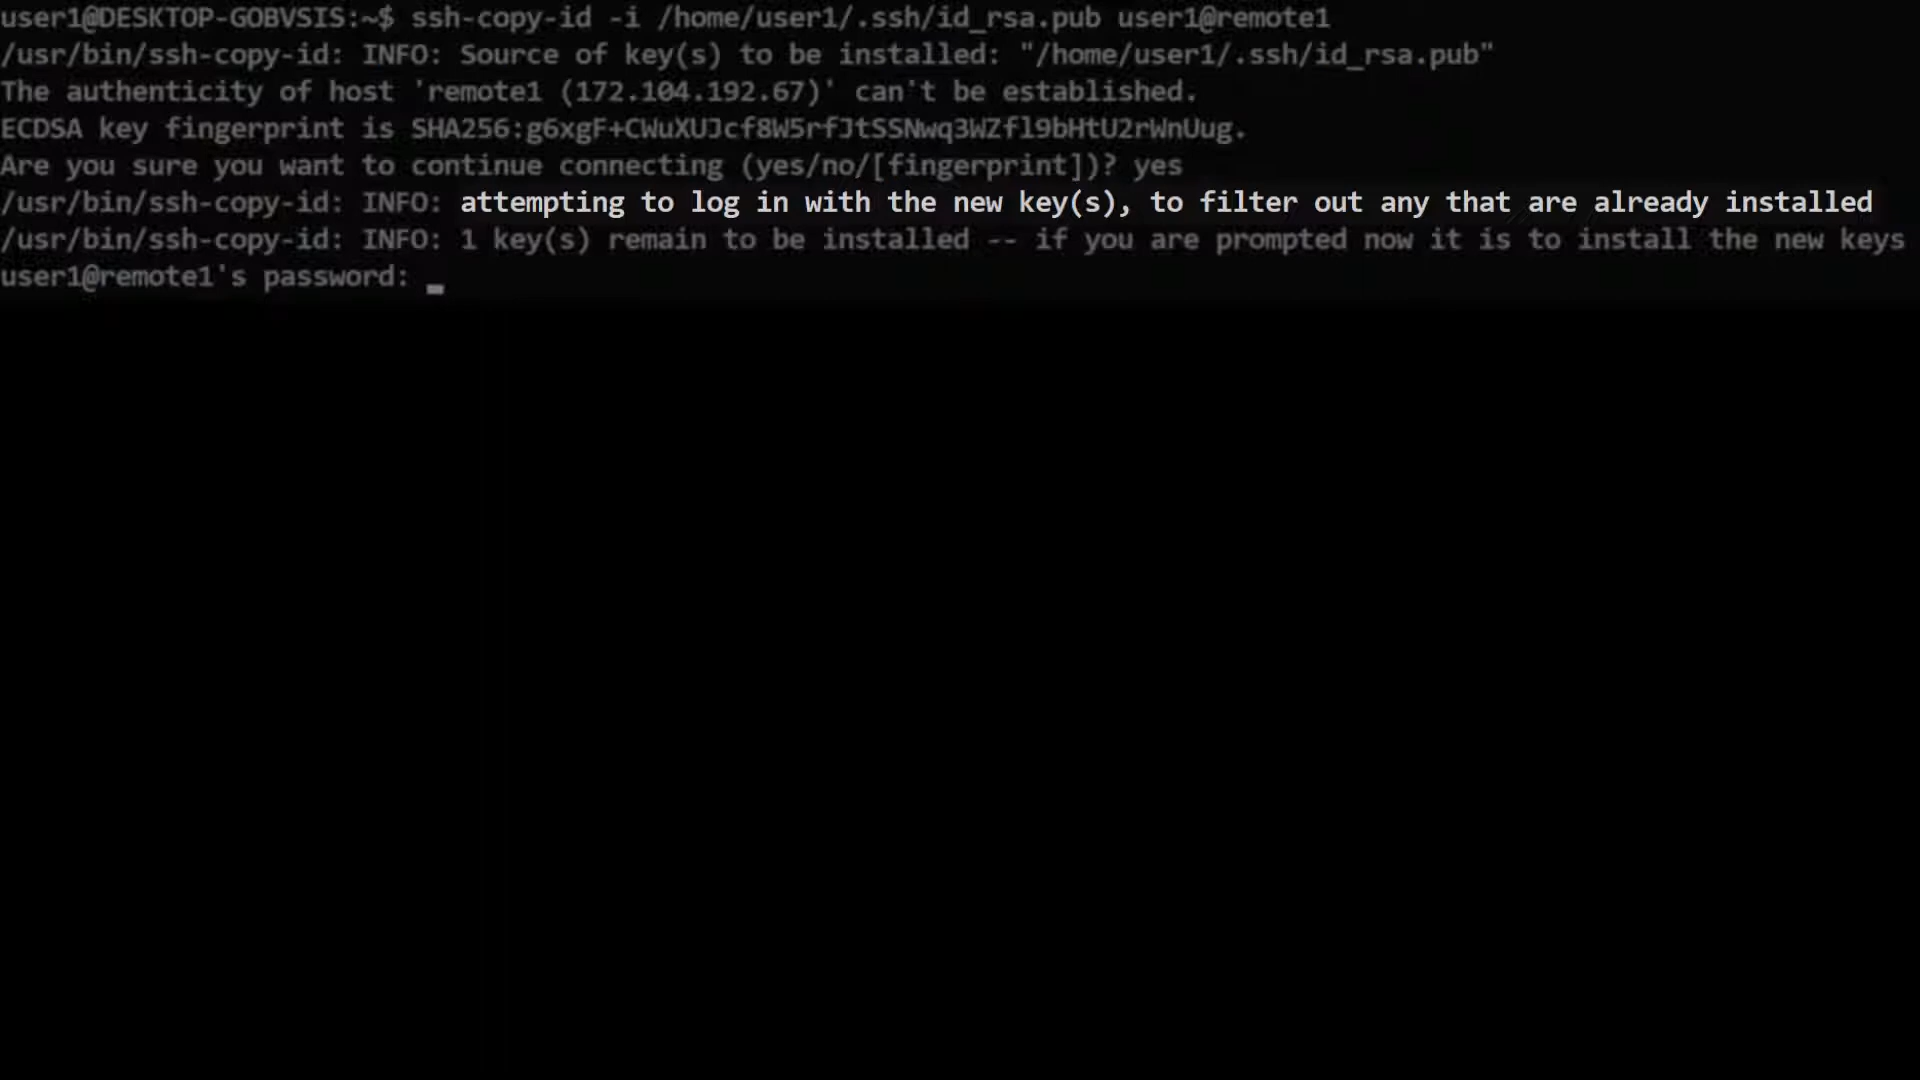 user1@DESKTOP-GOBVSIS:~$ ssh-copy-id -i /home/user1/.ssh/id_rsa.pub user1@remote1
/usr/bin/ssh-copy-id: INFO: Source of key(s) to be installed: "/home/user1/.ssh/id_rsa.pub"
The authenticity of host 'remote1 (172.104.192.67)' can't be established.
ECDSA key fingerprint is SHA256:g6xgF+CWuXUJcf8W5rfJtSSNwq3WZfl9bHtU2rWnUug.
Are you sure you want to continue connecting (yes/no/[fingerprint])? yes
/usr/bin/ssh-copy-id: INFO: attempting to log in with the new key(s), to filter out any that are already installed
/usr/bin/ssh-copy-id: INFO: 1 key(s) remain to be installed -- if you are prompted now it is to install the new keys
user1@remote1's password: